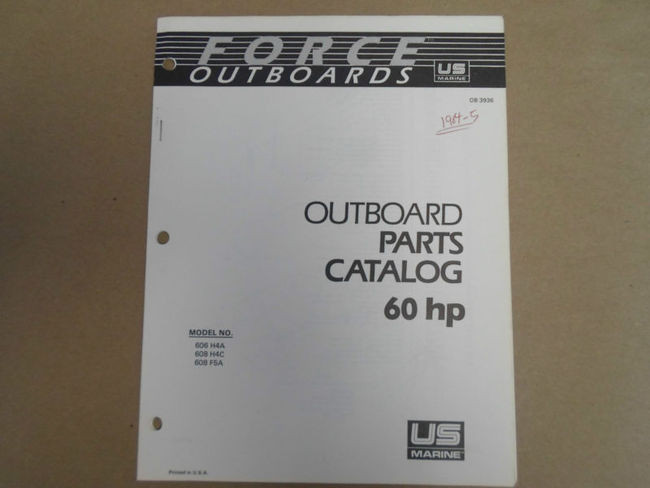 FORCE
OUTBOARDS
US
MARINE
OB 3936
1984-5
OUTBOARD
PARTS
CATALOG
60 hp
MODEL NO.
606 H4A
608 H4C
608 F5A
US
MARINE
Printed in U.S.A.